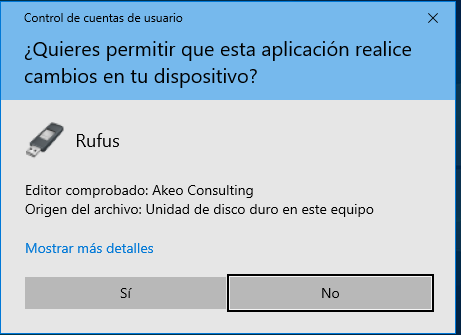 Control de cuentas de usuario
¿Quieres permitir que esta aplicación realice
cambios en tu dispositivo?
Rufus
Editor comprobado: Akeo Consulting
Origen del archivo: Unidad de disco duro en este equipo
Mostrar más detalles
Sí
No